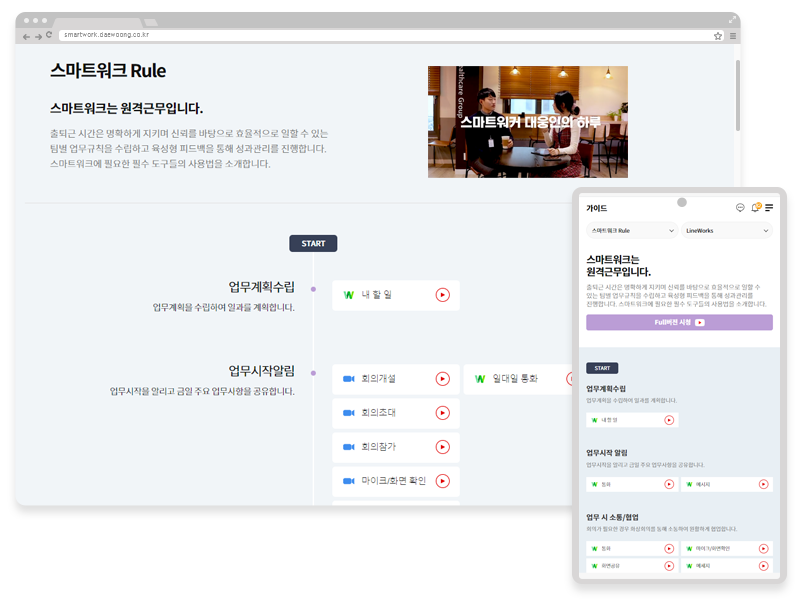 smartwork.daewoong.co.kr
스마트워크 Rule
스마트워크는 원격근무입니다.
출퇴근 시간은 명확하게 지키며 신뢰를 바탕으로 효율적으로 일할 수 있는
팀별 업무규칙을 수립하고 육성형 피드백을 통해 성과관리를 진행합니다.
스마트워크에 필요한 필수 도구들의 사용법을 소개합니다.
althcare Group
스마트워커 대웅인의 하루
START
업무계획수립
업무계획을 수립하여 일과를 계획합니다.
내 할 일
업무시작알림
업무시작을 알리고 금일 주요 업무사항을 공유합니다.
회의개설
일대일 통화
회의초대
회의참가
마이크/화면 확인
가이드
스마트워크 Rule
LineWorks
스마트워크는
원격근무입니다.
출퇴근 시간은 명확하게 지키며 신뢰를 바탕으로 효율적으로 일할 수
있는 팀별 업무규칙을 수립하고 육성형 피드백을 통해 성과관리를
진행합니다. 스마트워크에 필요한 필수 도구들의 사용법을 소개합니다.
Full버전 시청
START
업무계획수립
업무계획을 수립하여 일과를 계획합니다.
내 할 일
업무시작 알림
업무시작을 알리고 금일 주요 업무사항을 공유합니다.
통화
메시지
업무 시 소통/협업
회의가 필요한 경우 화상회의를 통해 소통하며 원활하게 협업합니다.
통화
마이크/화면확인
화면공유
메세지